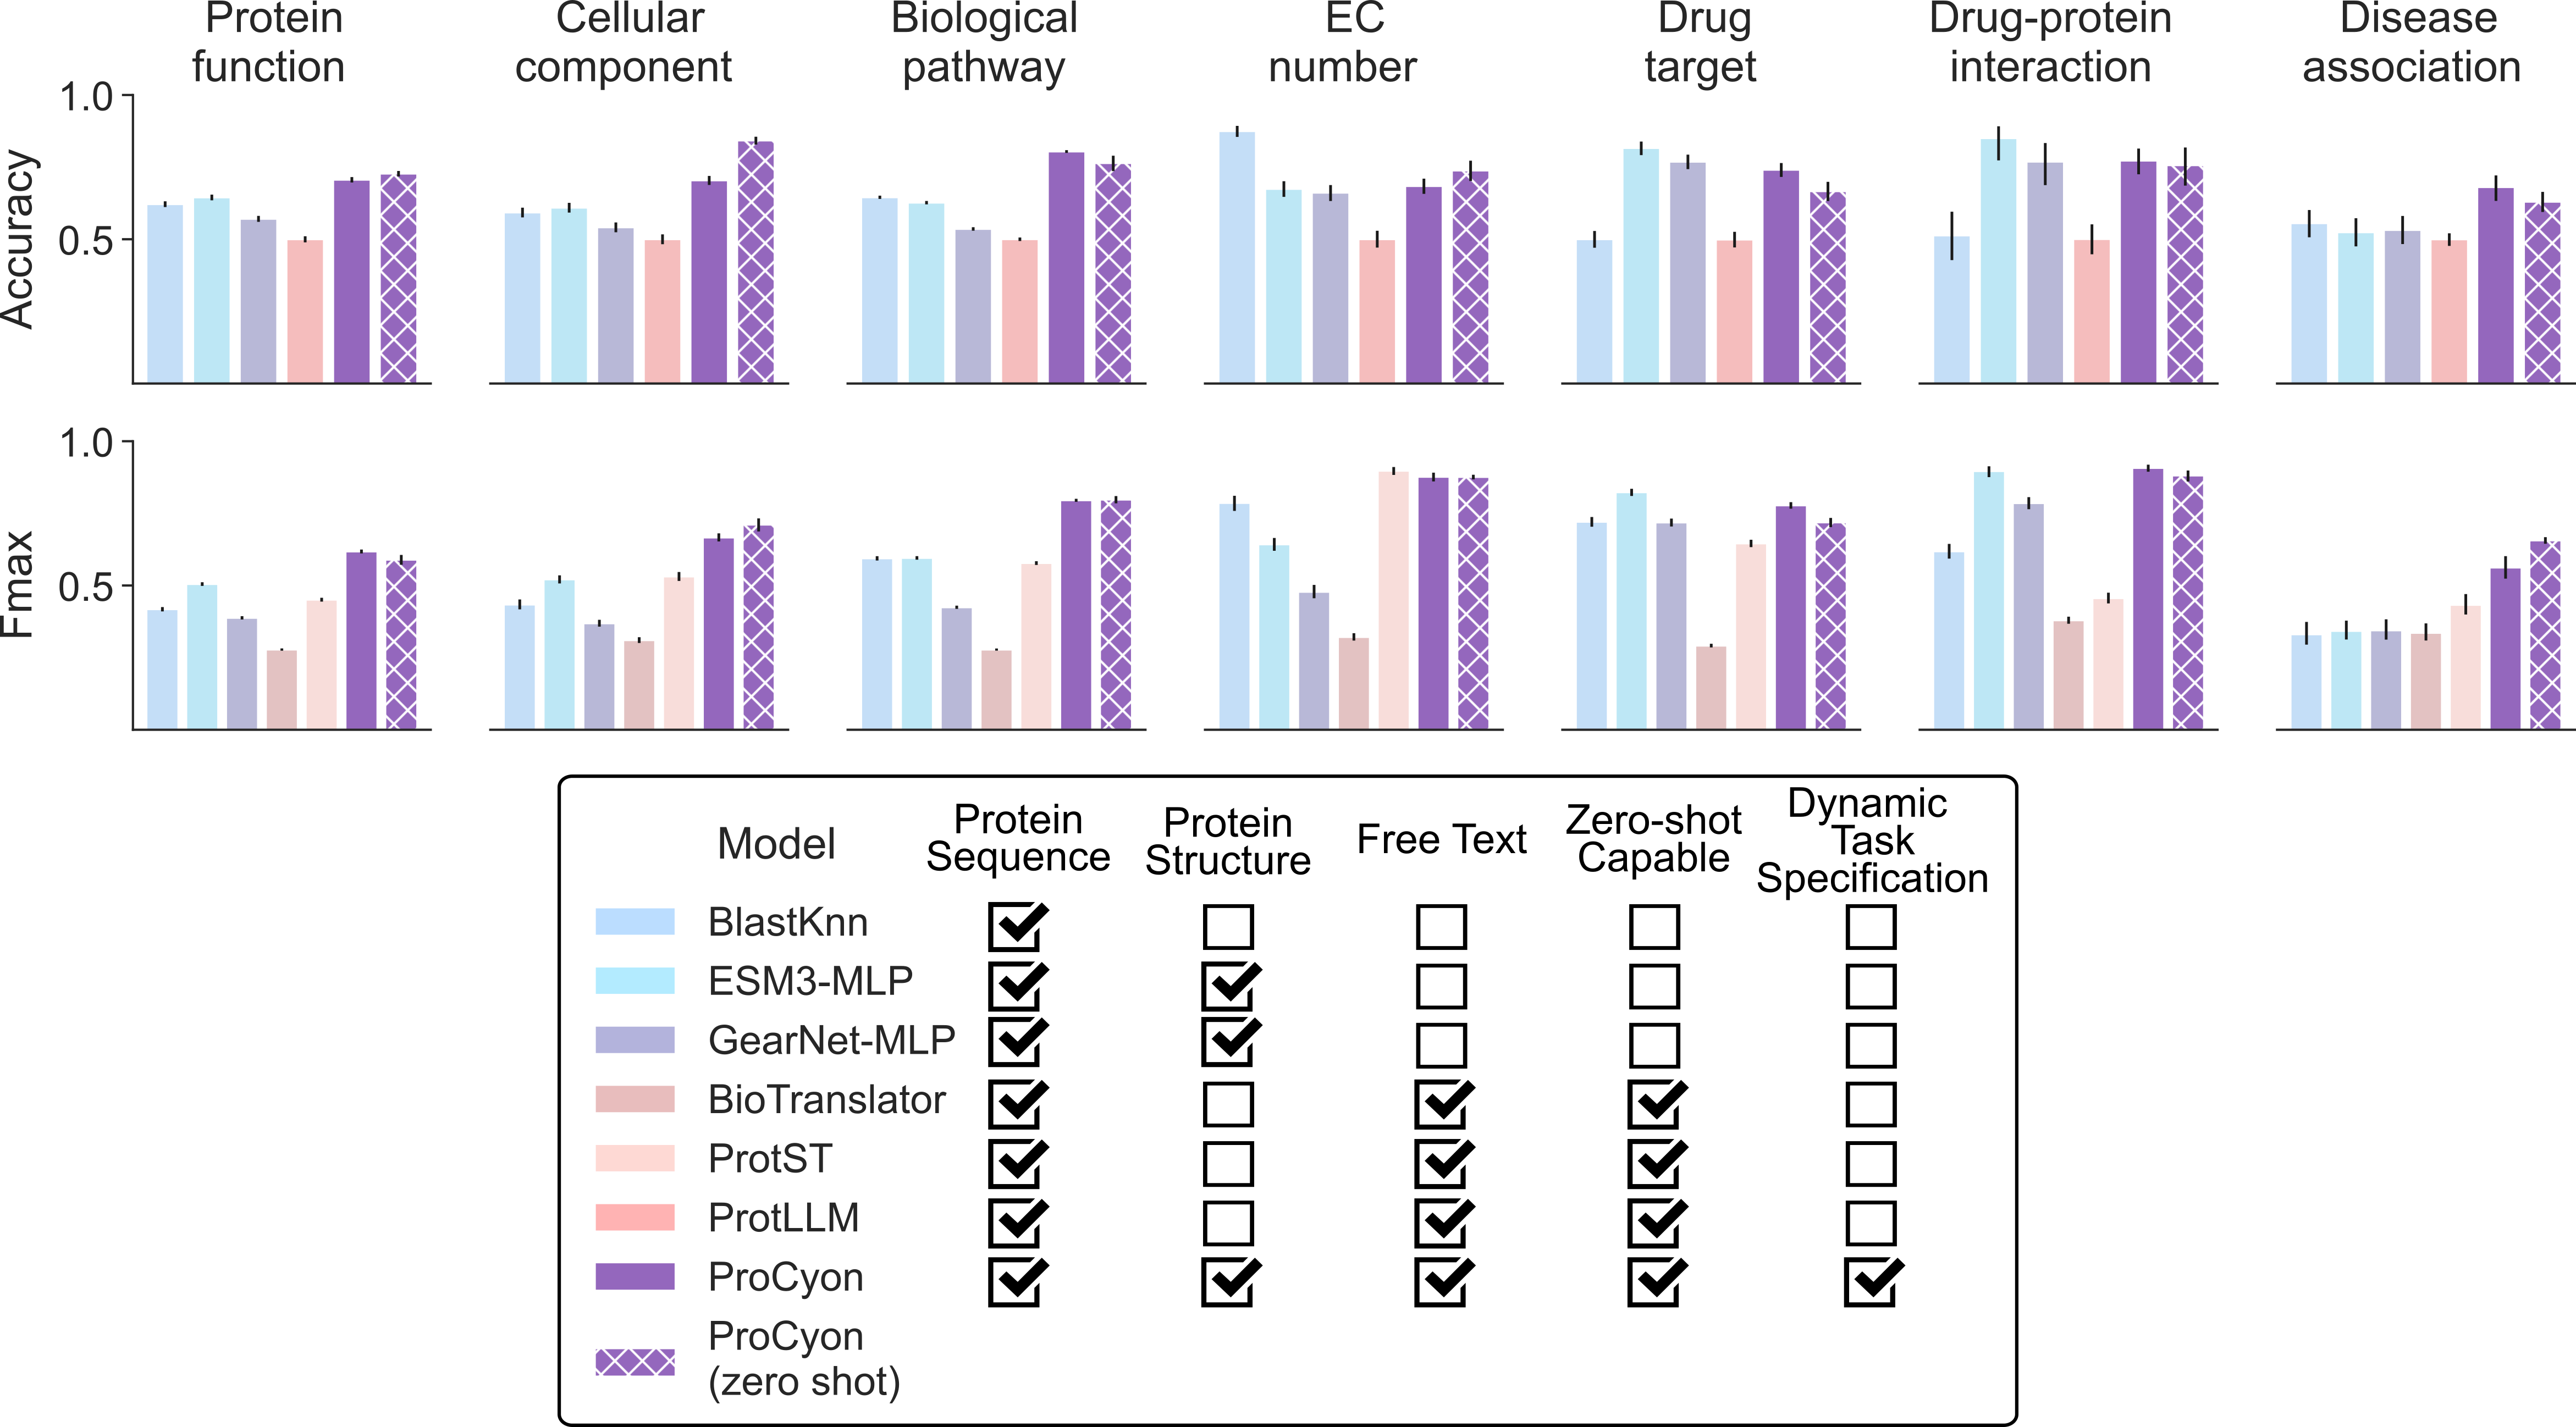 Protein function
Cellular component
Biological pathway
EC number
Drug target
Drug-protein interaction
Disease association
Accuracy
1.0
0.5
Fmax
1.0
0.5
Model
Protein Sequence
Protein Structure
Free Text
Zero-shot Capable
Dynamic Task Specification
BlastKnn
ESM3-MLP
GearNet-MLP
BioTranslator
ProtST
ProtLLM
ProCyon
ProCyon
(zero shot)